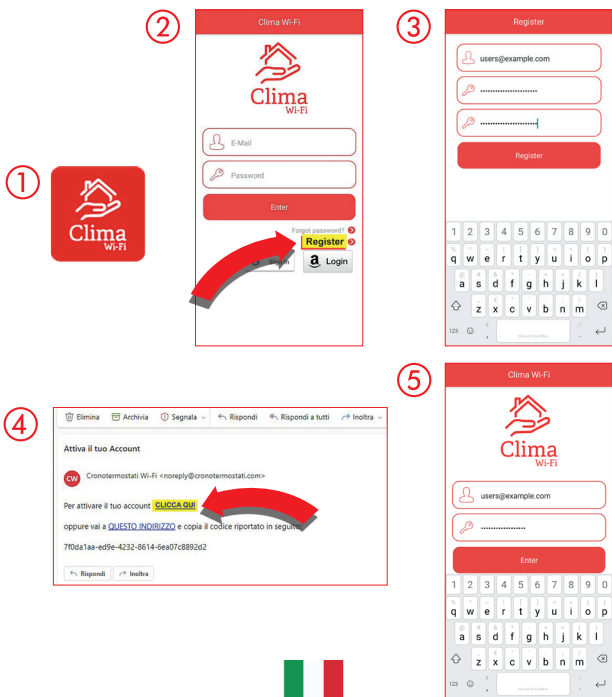 ①
Clima
Wi-Fi
②
Clima Wi-Fi
Clima
Wi-Fi
E-Mail
Password
Enter
Forgot password?
Register
Sign in
a Login
③
Register
users@example.com
Register
1 2 3 4 5 6 7 8 9 0
q w e r t y u i o p
a s d f g h j k l
z x c v b n m
123 , .
④
Elimina Archivia Segnala Rispondi Rispondi a tutti Inoltra
Attiva il tuo Account
CW Cronotermostati Wi-Fi <noreply@cronotermostati.com>
Per attivare il tuo account CLICCA QUI
oppure vai a QUESTO INDIRIZZO e copia il codice riportato in seguito:
7f0da1aa-ed9e-4232-8614-6ea07c8892d2
Rispondi Inoltra
⑤
Clima Wi-Fi
Clima
Wi-Fi
users@example.com
Enter
1 2 3 4 5 6 7 8 9 0
q w e r t y u i o p
a s d f g h j k l
z x c v b n m
123 , .